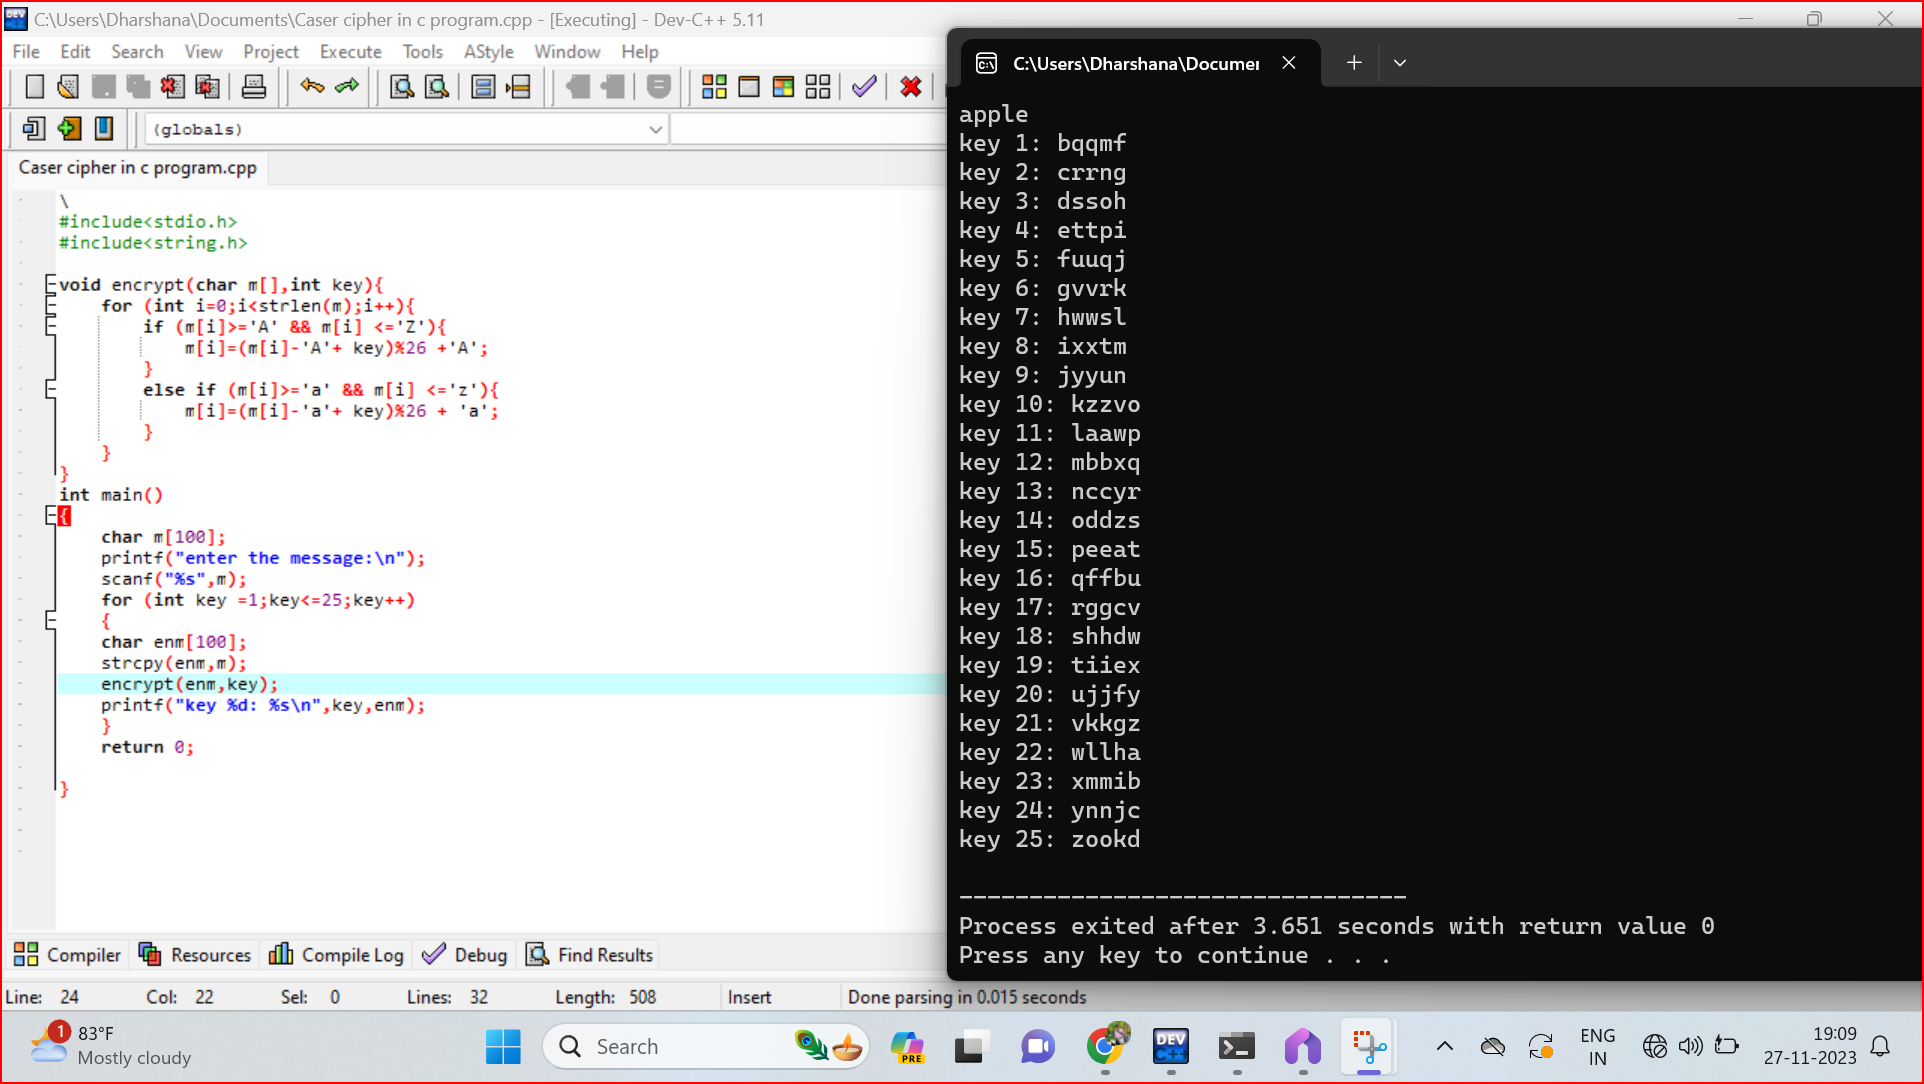 C:\Users\Dharshana\Documents\Caser cipher in c program.cpp - [Executing] - Dev-C++ 5.11
File Edit Search View Project Execute Tools AStyle Window Help
(globals)
Caser cipher in c program.cpp
\
#include<stdio.h>
#include<string.h>
void encrypt(char m[],int key){
for (int i=0;i<strlen(m);i++){
if (m[i]>='A' && m[i] <='Z'){
m[i]=(m[i]-'A'+ key)%26 +'A';
}
else if (m[i]>='a' && m[i] <='z'){
m[i]=(m[i]-'a'+ key)%26 + 'a';
}
}
}
int main()
{
char m[100];
printf("enter the message:\n");
scanf("%s",m);
for (int key =1;key<=25;key++)
{
char enm[100];
strcpy(enm,m);
encrypt(enm,key);
printf("key %d: %s\n",key,enm);
}
return 0;
}
C:\Users\Dharshana\Documer
apple
key 1: bqqmf
key 2: crrng
key 3: dssoh
key 4: ettpi
key 5: fuuqj
key 6: gvvrk
key 7: hwwsl
key 8: ixxtm
key 9: jyyun
key 10: kzzvo
key 11: laawp
key 12: mbbxq
key 13: nccyr
key 14: oddzs
key 15: peeat
key 16: qffbu
key 17: rggcv
key 18: shhdw
key 19: tiiex
key 20: ujjfy
key 21: vkkgz
key 22: wllha
key 23: xmmib
key 24: ynnjc
key 25: zookd
--------------------------------
Process exited after 3.651 seconds with return value 0
Press any key to continue . . .
Compiler Resources Compile Log Debug Find Results
Line: 24 Col: 22 Sel: 0 Lines: 32 Length: 508 Insert Done parsing in 0.015 seconds
1
83°F
Mostly cloudy
Search
PRE
DEV
C++
ENG
IN
19:09
27-11-2023